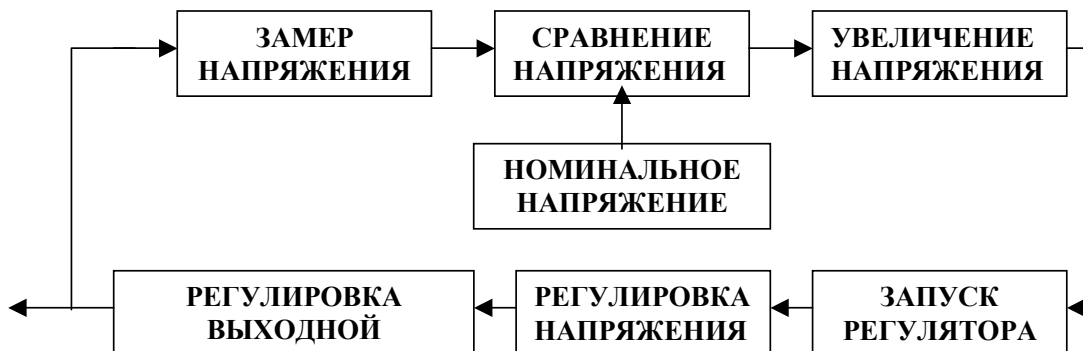 ЗАМЕР
НАПРЯЖЕНИЯ
СРАВНЕНИЕ
НАПРЯЖЕНИЯ
УВЕЛИЧЕНИЕ
НАПРЯЖЕНИЯ
НОМИНАЛЬНОЕ
НАПРЯЖЕНИЕ
РЕГУЛИРОВКА
ВЫХОДНОЙ
РЕГУЛИРОВКА
НАПРЯЖЕНИЯ
ЗАПУСК
РЕГУЛЯТОРА